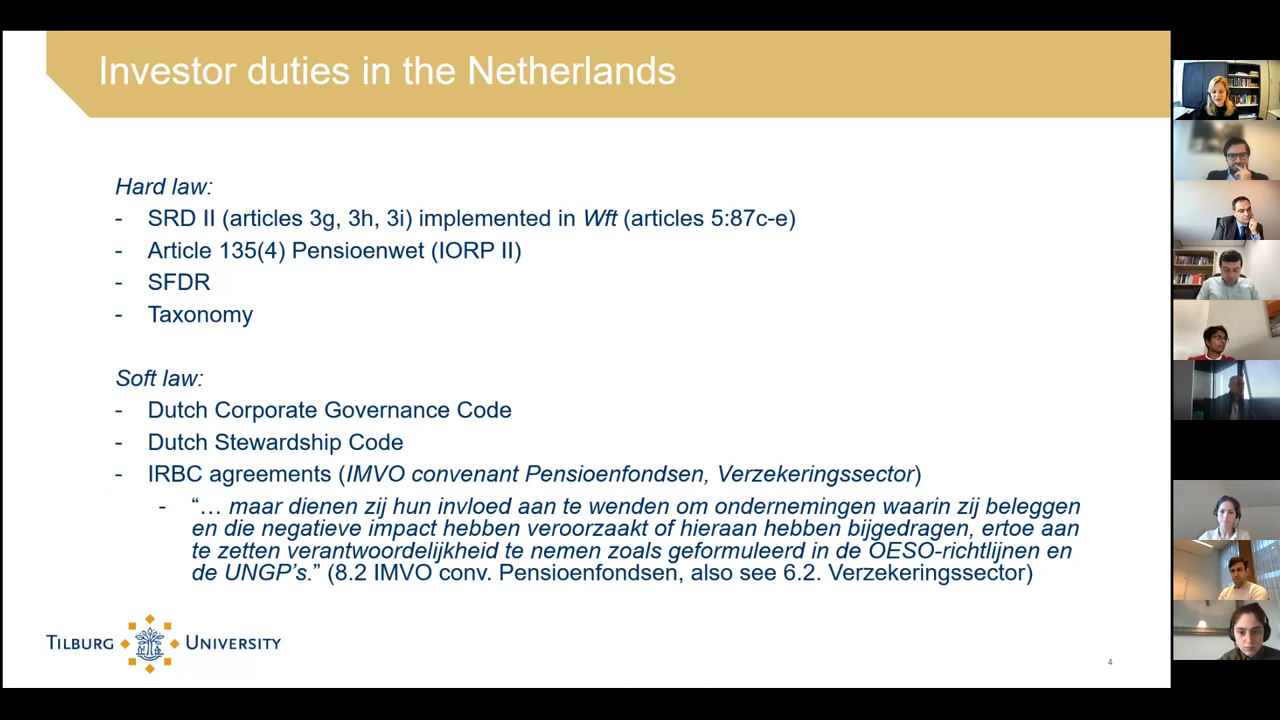 Investor duties in the Netherlands
Hard law:
- SRD II (articles 3g, 3h, 3i) implemented in Wft (articles 5:87c-e)
- Article 135(4) Pensioenwet (IORP II)
- SFDR
- Taxonomy
Soft law:
- Dutch Corporate Governance Code
- Dutch Stewardship Code
- IRBC agreements (IMVO convenant Pensioenfondsen, Verzekeringssector)
- “… maar dienen zij hun invloed aan te wenden om ondernemingen waarin zij beleggen
en die negatieve impact hebben veroorzaakt of hieraan hebben bijgedragen, ertoe aan
te zetten verantwoordelijkheid te nemen zoals geformuleerd in de OESO-richtlijnen en
de UNGP’s.” (8.2 IMVO conv. Pensioenfondsen, also see 6.2. Verzekeringssector)
TILBURG UNIVERSITY
4